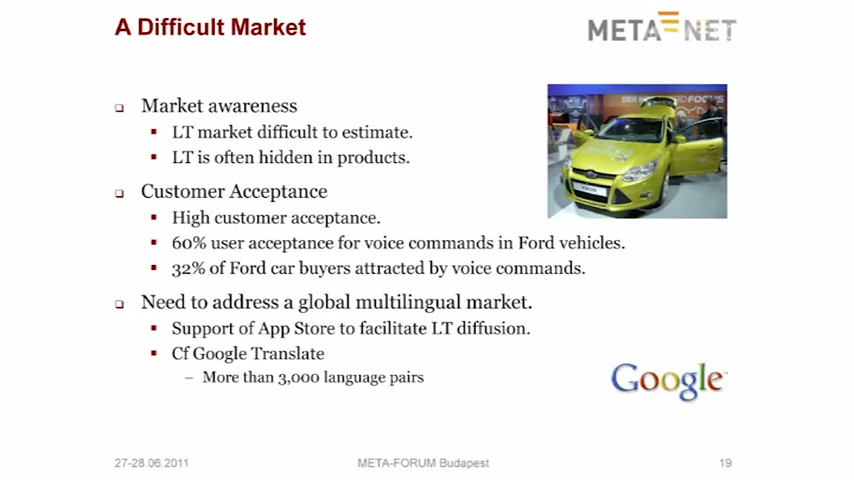 A Difficult Market
META NET
Market awareness
LT market difficult to estimate.
LT is often hidden in products.
Customer Acceptance
High customer acceptance.
60% user acceptance for voice commands in Ford vehicles.
32% of Ford car buyers attracted by voice commands.
Need to address a global multilingual market.
Support of App Store to facilitate LT diffusion.
Cf Google Translate
– More than 3,000 language pairs
Google
27-28.06.2011
META-FORUM Budapest
19